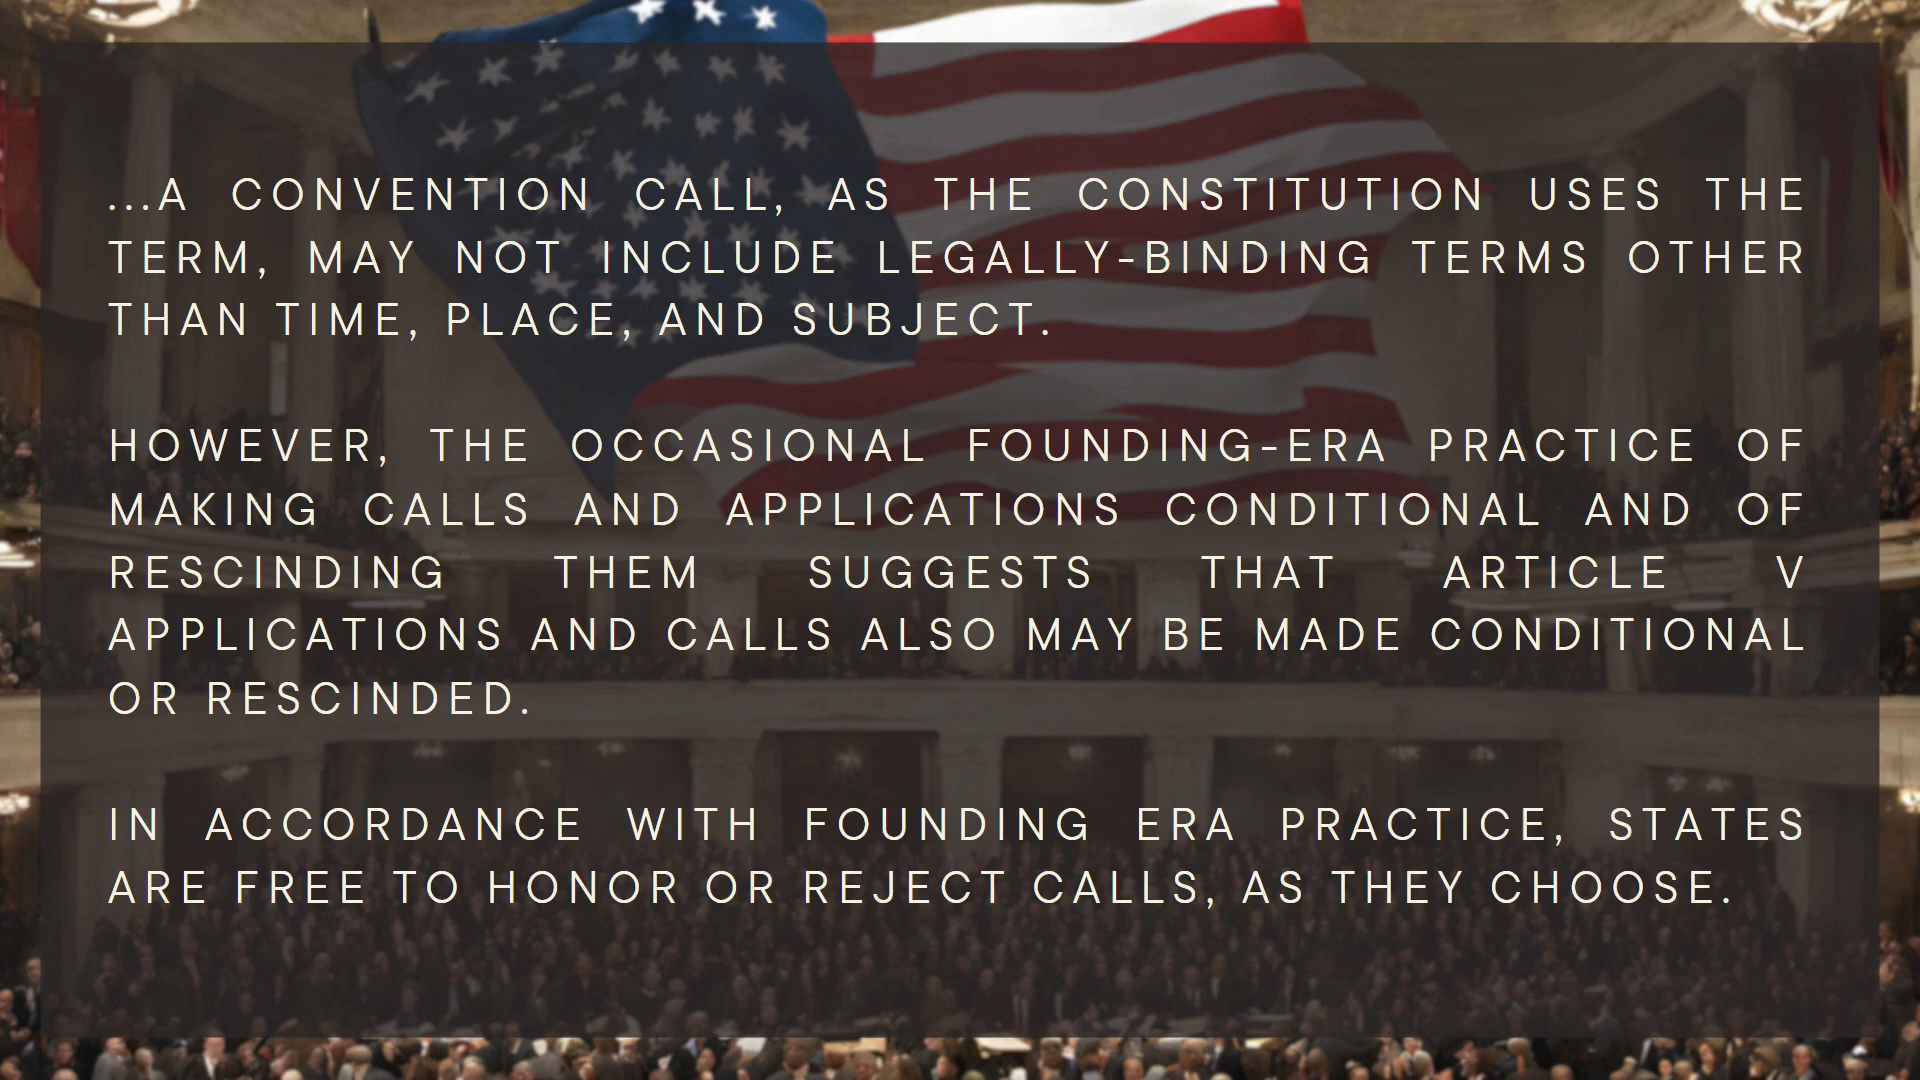 ...A CONVENTION CALL, AS THE CONSTITUTION USES THE
TERM, MAY NOT INCLUDE LEGALLY-BINDING TERMS OTHER
THAN TIME, PLACE, AND SUBJECT.
HOWEVER, THE OCCASIONAL FOUNDING-ERA PRACTICE OF
MAKING CALLS AND APPLICATIONS CONDITIONAL AND OF
RESCINDING THEM SUGGESTS THAT ARTICLE V
APPLICATIONS AND CALLS ALSO MAY BE MADE CONDITIONAL
OR RESCINDED.
IN ACCORDANCE WITH FOUNDING ERA PRACTICE, STATES
ARE FREE TO HONOR OR REJECT CALLS, AS THEY CHOOSE.